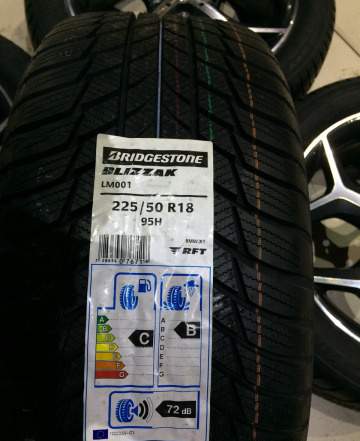 BRIDGESTONE
BLIZZAK
LM001
225/50 R18
95H
RFT
A
B
C
D
E
F
G
C
A
B
C
D
E
F
G
B
72 dB